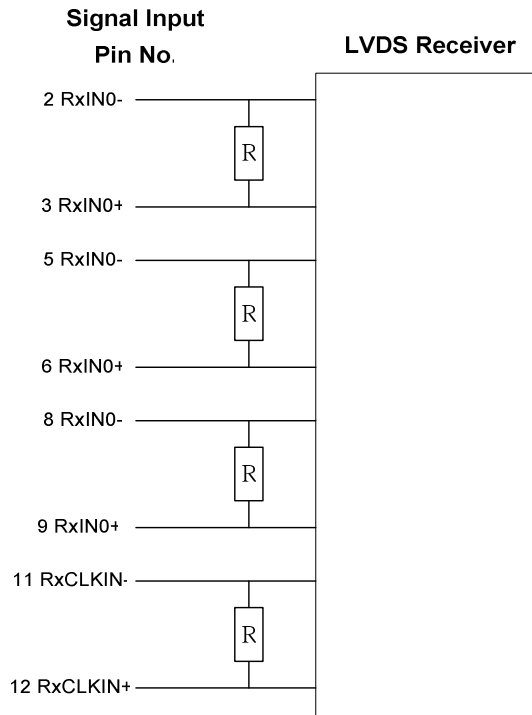 Signal Input
Pin No.
LVDS Receiver
2 RxIN0-
R
3 RxIN0+
5 RxIN0-
R
6 RxIN0+
8 RxIN0-
R
9 RxIN0+
11 RxCLKIN-
R
12 RxCLKIN+